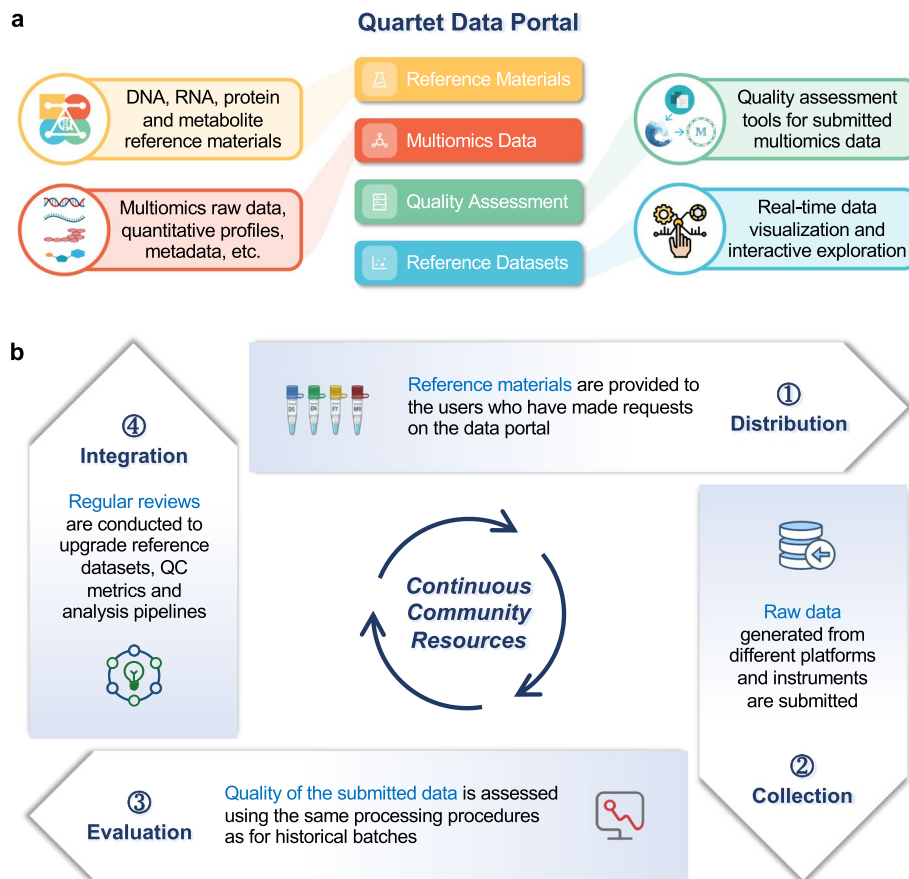 a
Quartet Data Portal
DNA, RNA, protein
and metabolite
reference materials
Multiomics raw data,
quantitative profiles,
metadata, etc.
Reference Materials
Multiomics Data
Quality Assessment
Reference Datasets
Quality assessment
tools for submitted
multiomics data
M
Real-time data
visualization and
interactive exploration
b
D5
D6
F7
M8
Reference materials are provided to
the users who have made requests
on the data portal
①
Distribution
Raw data
generated from
different platforms
and instruments
are submitted
②
Collection
③
Evaluation
Quality of the submitted data is assessed
using the same processing procedures
as for historical batches
④
Integration
Regular reviews
are conducted to
upgrade reference
datasets, QC
metrics and
analysis pipelines
Continuous
Community
Resources